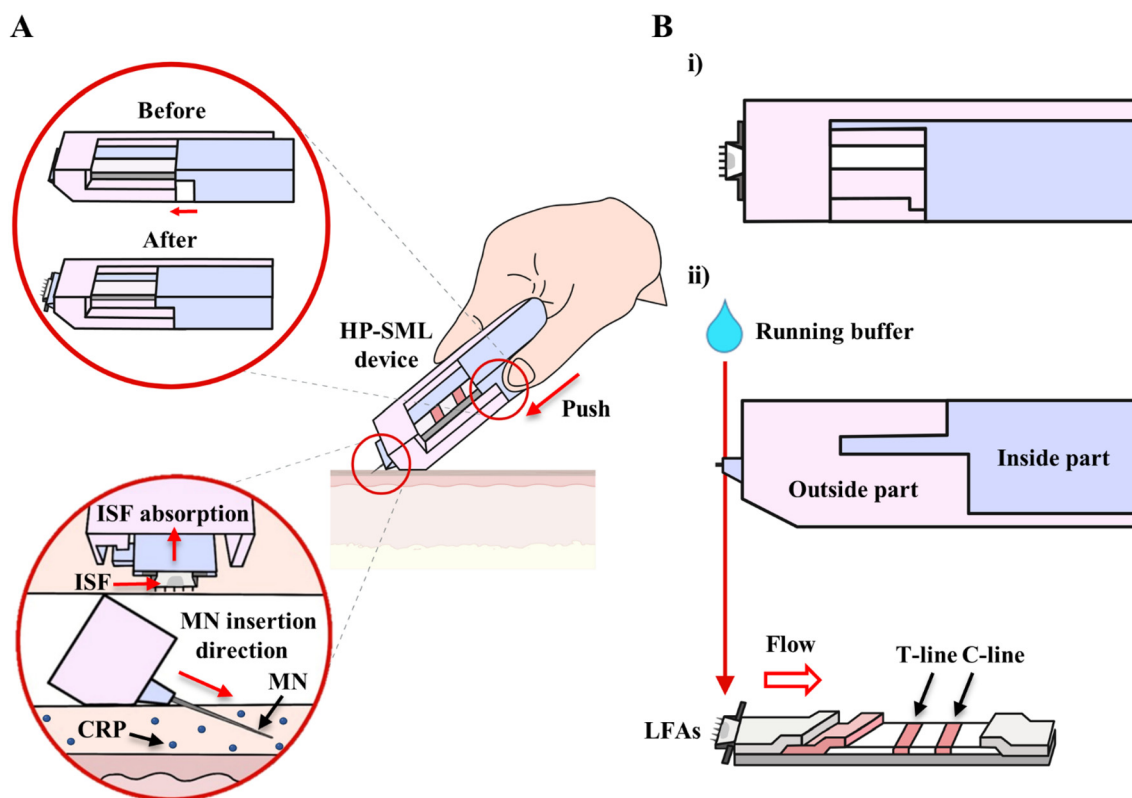 A
Before
After
HP-SML
device
Push
ISF absorption
ISF
MN insertion
direction
MN
CRP
B
i)
ii)
Running buffer
Inside part
Outside part
Flow
T-line C-line
LFAs